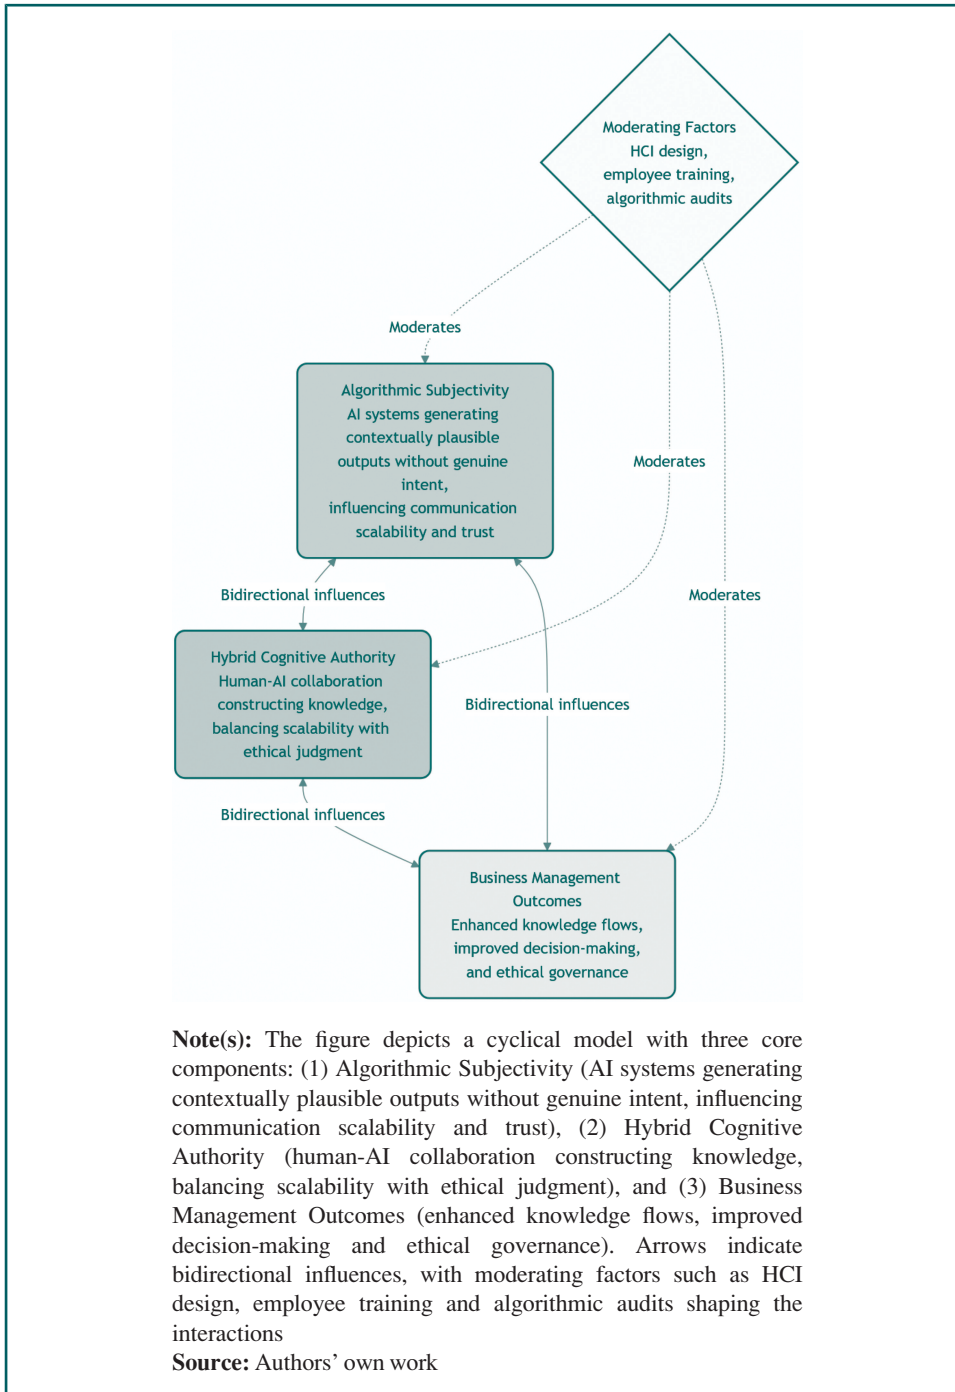 Moderating Factors
HCI design,
employee training,
algorithmic audits
Moderates
Algorithmic Subjectivity
AI systems generating
contextually plausible
outputs without genuine
intent,
influencing communication
scalability and trust
Moderates
Bidirectional influences
Moderates
Hybrid Cognitive Authority
Human-AI collaboration
constructing knowledge,
balancing scalability with
ethical judgment
Bidirectional influences
Bidirectional influences
Business Management
Outcomes
Enhanced knowledge flows,
improved decision-making,
and ethical governance
Note(s): The figure depicts a cyclical model with three core
components: (1) Algorithmic Subjectivity (AI systems generating
contextually plausible outputs without genuine intent, influencing
communication scalability and trust), (2) Hybrid Cognitive
Authority (human-AI collaboration constructing knowledge,
balancing scalability with ethical judgment), and (3) Business
Management Outcomes (enhanced knowledge flows, improved
decision-making and ethical governance). Arrows indicate
bidirectional influences, with moderating factors such as HCI
design, employee training and algorithmic audits shaping the
interactions
Source: Authors' own work